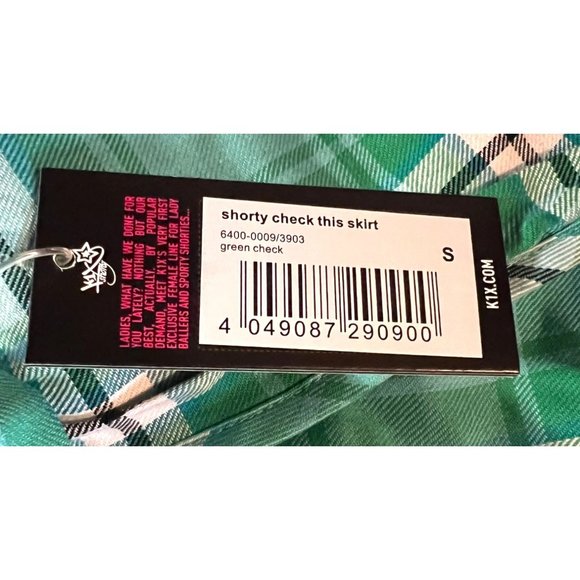 LADIES, WHAT HAVE WE DONE FOR
YOU LATELY? NOTHING BUT OUR
BEST, ACTUALLY. BY POPULAR
DEMAND, MEET K1X'S VERY FIRST
EXCLUSIVE FEMALE LINE FOR LADY
BALLERS AND SPORTY SHORTIES...
shorty check this skirt
6400-0009/3903
green check
S
4 049087 290900
K1X.COM
K1X